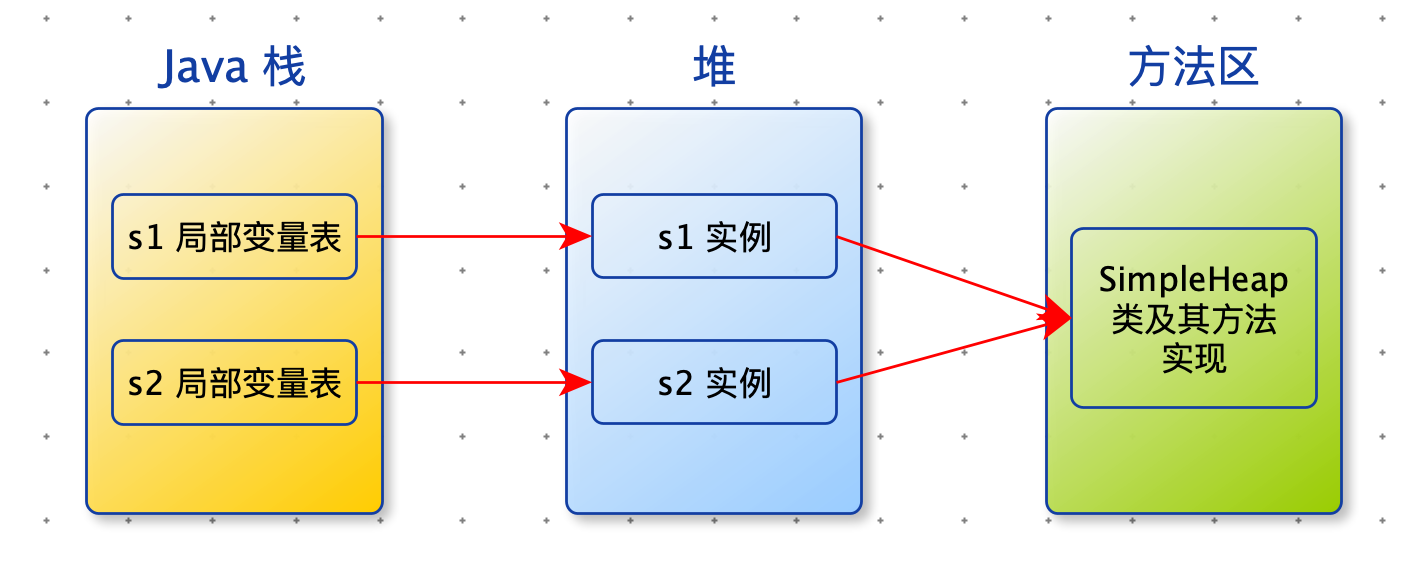 Java 栈
堆
方法区
s1 局部变量表
s1 实例
s2 局部变量表
s2 实例
SimpleHeap
类及其方法
实现